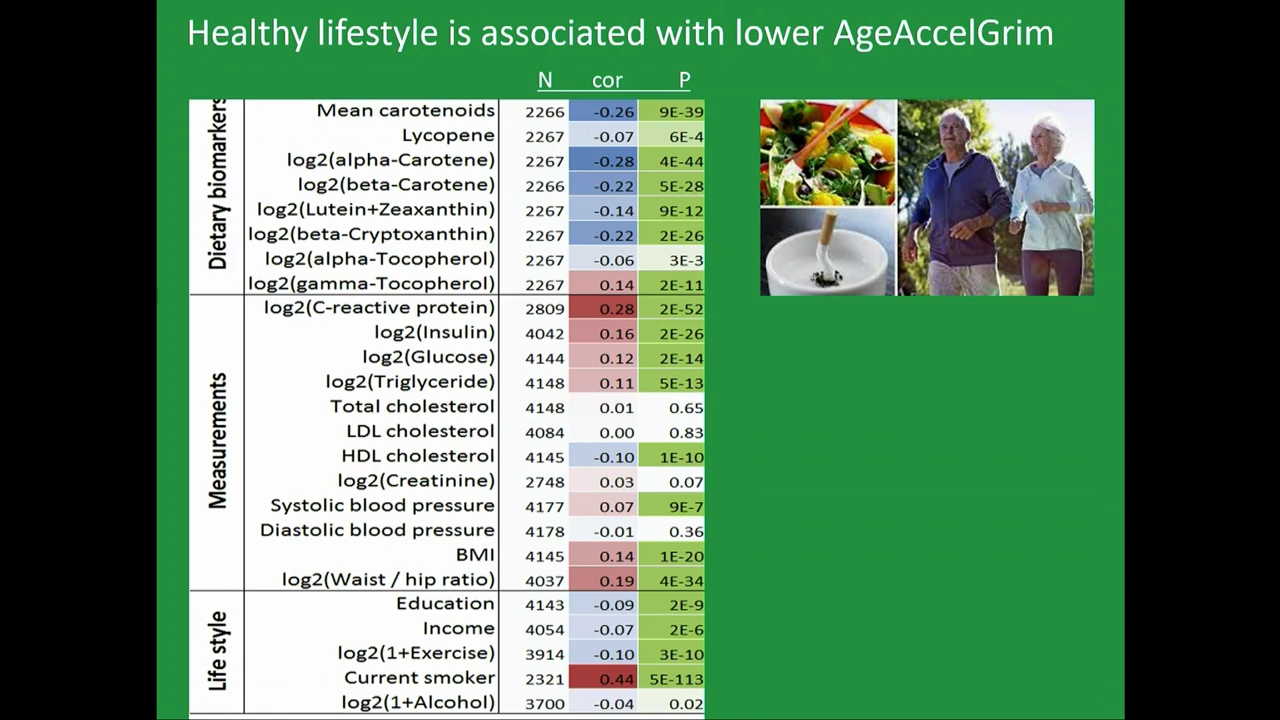 Healthy lifestyle is associated with lower AgeAccelGrim
N cor P
Dietary biomarkers
Mean carotenoids 2266 -0.26 9E-39
Lycopene 2267 -0.07 6E-4
log2(alpha-Carotene) 2267 -0.28 4E-44
log2(beta-Carotene) 2266 -0.22 5E-28
log2(Lutein+Zeaxanthin) 2267 -0.14 9E-12
log2(beta-Cryptoxanthin) 2267 -0.22 2E-26
log2(alpha-Tocopherol) 2267 -0.06 3E-3
log2(gamma-Tocopherol) 2267 0.14 2E-11
Measurements
log2(C-reactive protein) 2809 0.28 2E-52
log2(Insulin) 4042 0.16 2E-26
log2(Glucose) 4144 0.12 2E-14
log2(Triglyceride) 4148 0.11 5E-13
Total cholesterol 4148 0.01 0.65
LDL cholesterol 4084 0.00 0.83
HDL cholesterol 4145 -0.10 1E-10
log2(Creatinine) 2748 0.03 0.07
Systolic blood pressure 4177 0.07 9E-7
Diastolic blood pressure 4178 -0.01 0.36
BMI 4145 0.14 1E-20
log2(Waist / hip ratio) 4037 0.19 4E-34
Life style
Education 4143 -0.09 2E-9
Income 4054 -0.07 2E-6
log2(1+Exercise) 3914 -0.10 3E-10
Current smoker 2321 0.44 5E-113
log2(1+Alcohol) 3700 -0.04 0.02